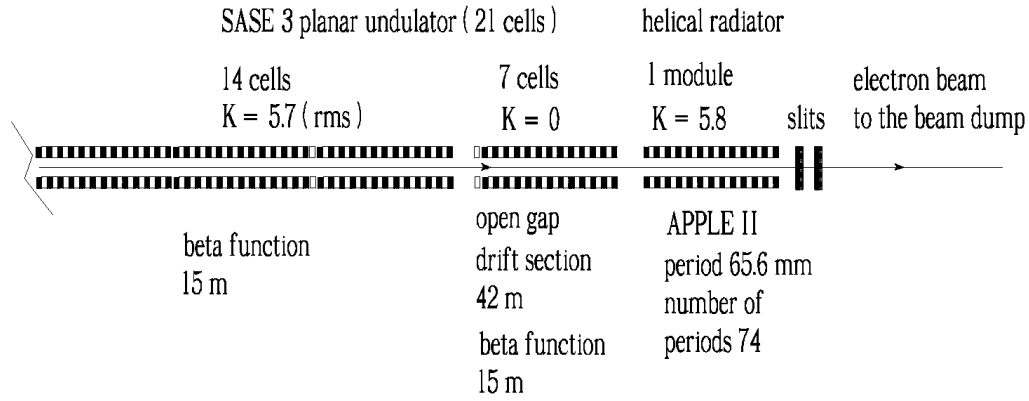 SASE 3 planar undulator ( 21 cells )
helical radiator
14 cells
K = 5.7 ( rms )
7 cells
K = 0
1 module
K = 5.8
slits
electron beam
to the beam dump
beta function
15 m
open gap
drift section
42 m
beta function
15 m
APPLE II
period 65.6 mm
number of
periods 74